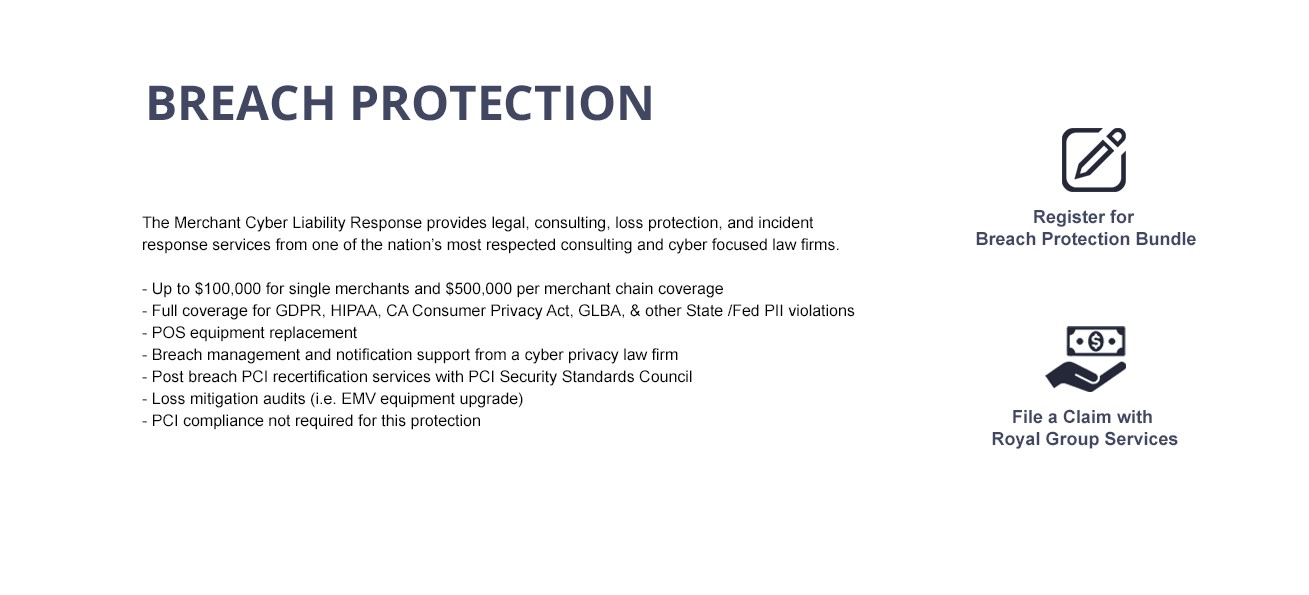 BREACH PROTECTION
The Merchant Cyber Liability Response provides legal, consulting, loss protection, and incident
response services from one of the nation’s most respected consulting and cyber focused law firms.
- Up to $100,000 for single merchants and $500,000 per merchant chain coverage
- Full coverage for GDPR, HIPAA, CA Consumer Privacy Act, GLBA, & other State /Fed PII violations
- POS equipment replacement
- Breach management and notification support from a cyber privacy law firm
- Post breach PCI recertification services with PCI Security Standards Council
- Loss mitigation audits (i.e. EMV equipment upgrade)
- PCI compliance not required for this protection
Register for
Breach Protection Bundle
$
File a Claim with
Royal Group Services